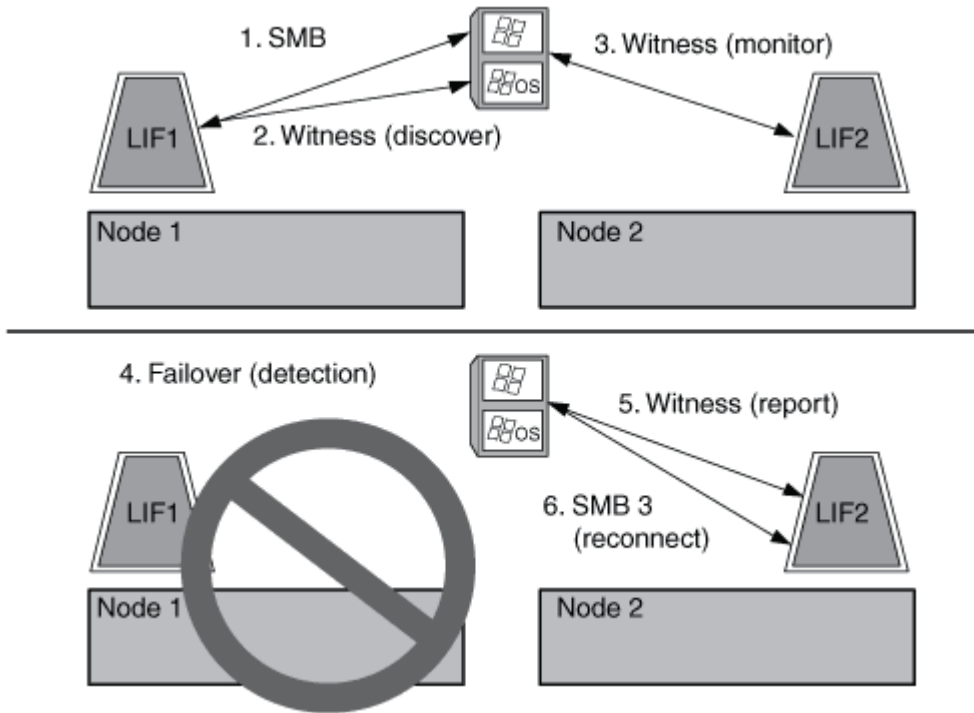 1. SMB
3. Witness (monitor)
OS
LIF1
2. Witness (discover)
LIF2
Node 1
Node 2
4. Failover (detection)
5. Witness (report)
OS
LIF1
6. SMB 3
(reconnect)
LIF2
Node 1
Node 2